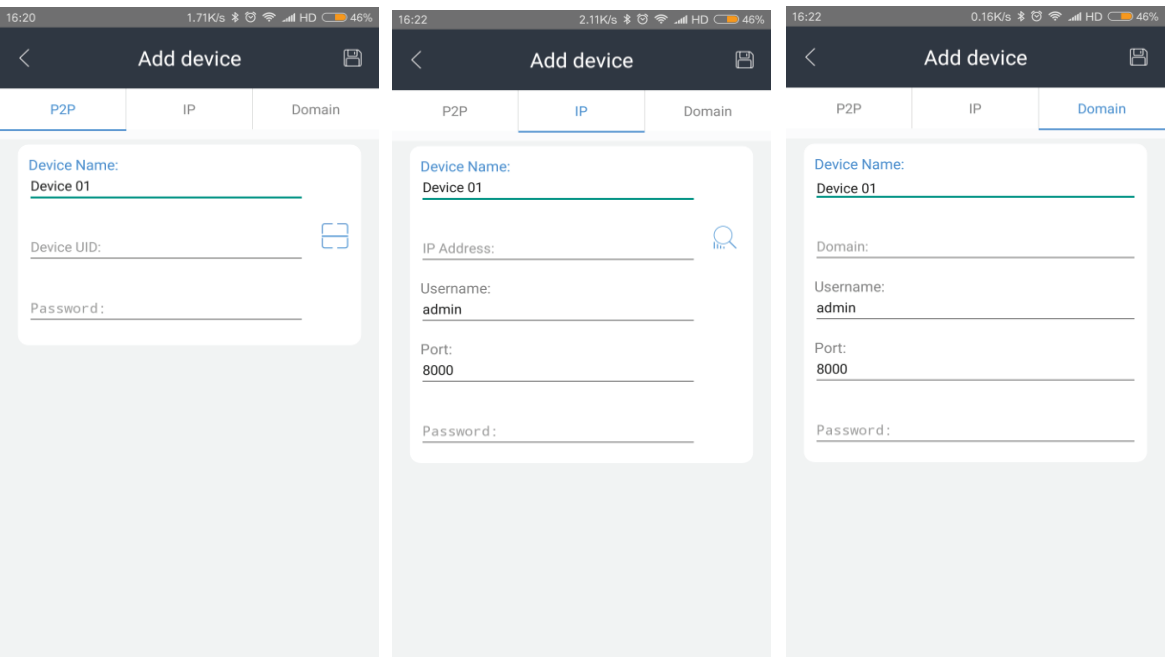 16:20 1.71K/s HD 46%
Add device
P2P IP Domain
Device Name:
Device 01
Device UID:
Password:
16:22 2.11K/s HD 46%
Add device
P2P IP Domain
Device Name:
Device 01
IP Address:
Username:
admin
Port:
8000
Password:
16:22 0.16K/s HD 46%
Add device
P2P IP Domain
Device Name:
Device 01
Domain:
Username:
admin
Port:
8000
Password: